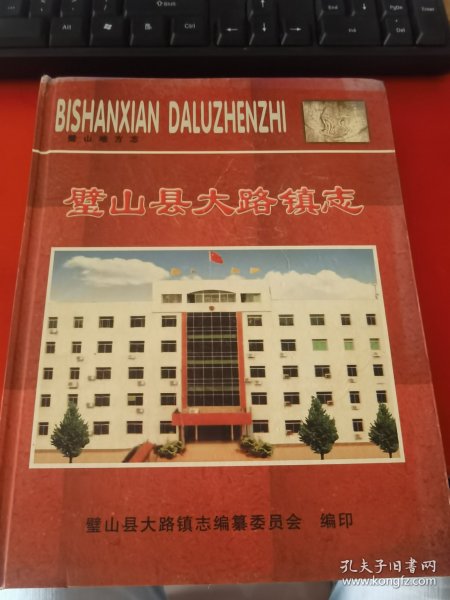 BISHANXIAN DALUZHENZHI
璧山地方志
璧山县大路镇志
璧山县大路镇志编纂委员会 编印
孔夫子旧书网
www.kongfz.com